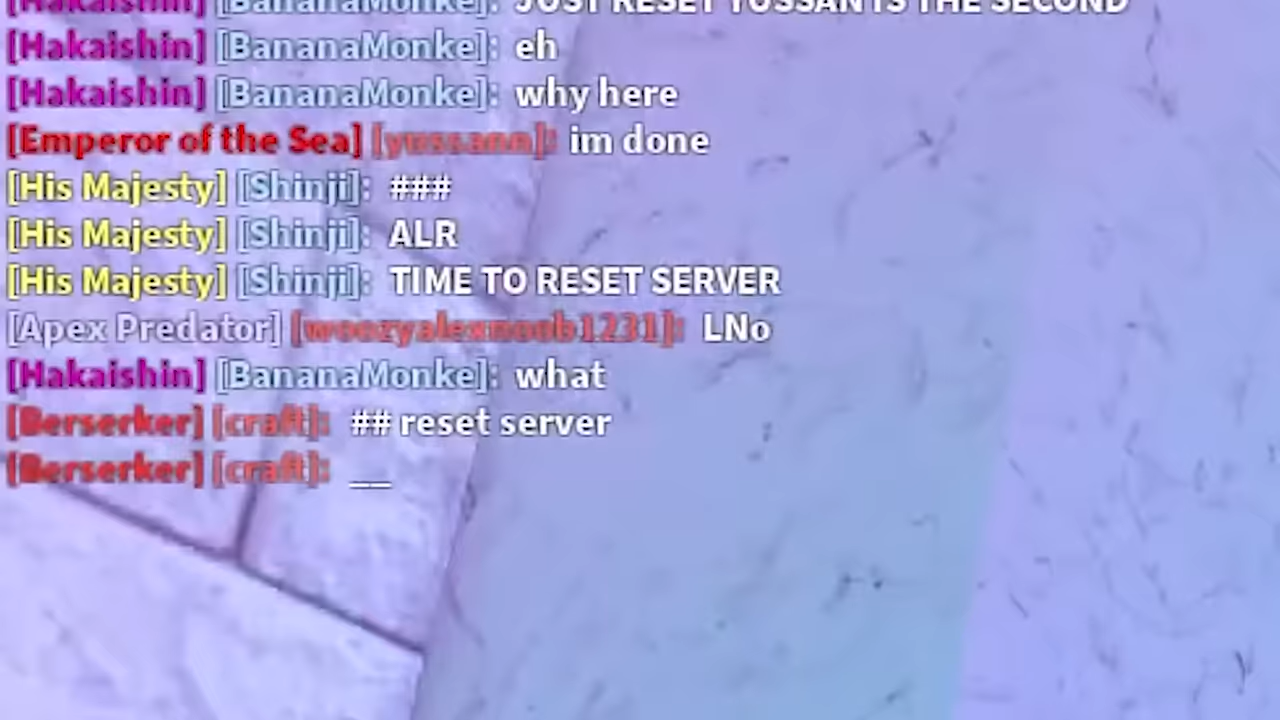 [Hakaishin] [BananaMonke]: JUST RESET YUSSANTS THE SECOND
[Hakaishin] [BananaMonke]: eh
[Hakaishin] [BananaMonke]: why here
[Emperor of the Sea] [yussann]: im done
[His Majesty] [Shinji]: ###
[His Majesty] [Shinji]: ALR
[His Majesty] [Shinji]: TIME TO RESET SERVER
[Apex Predator] [woozyalexnoob1231]: LNo
[Hakaishin] [BananaMonke]: what
[Berserker] [craft]: ## reset server
[Berserker] [craft]: __